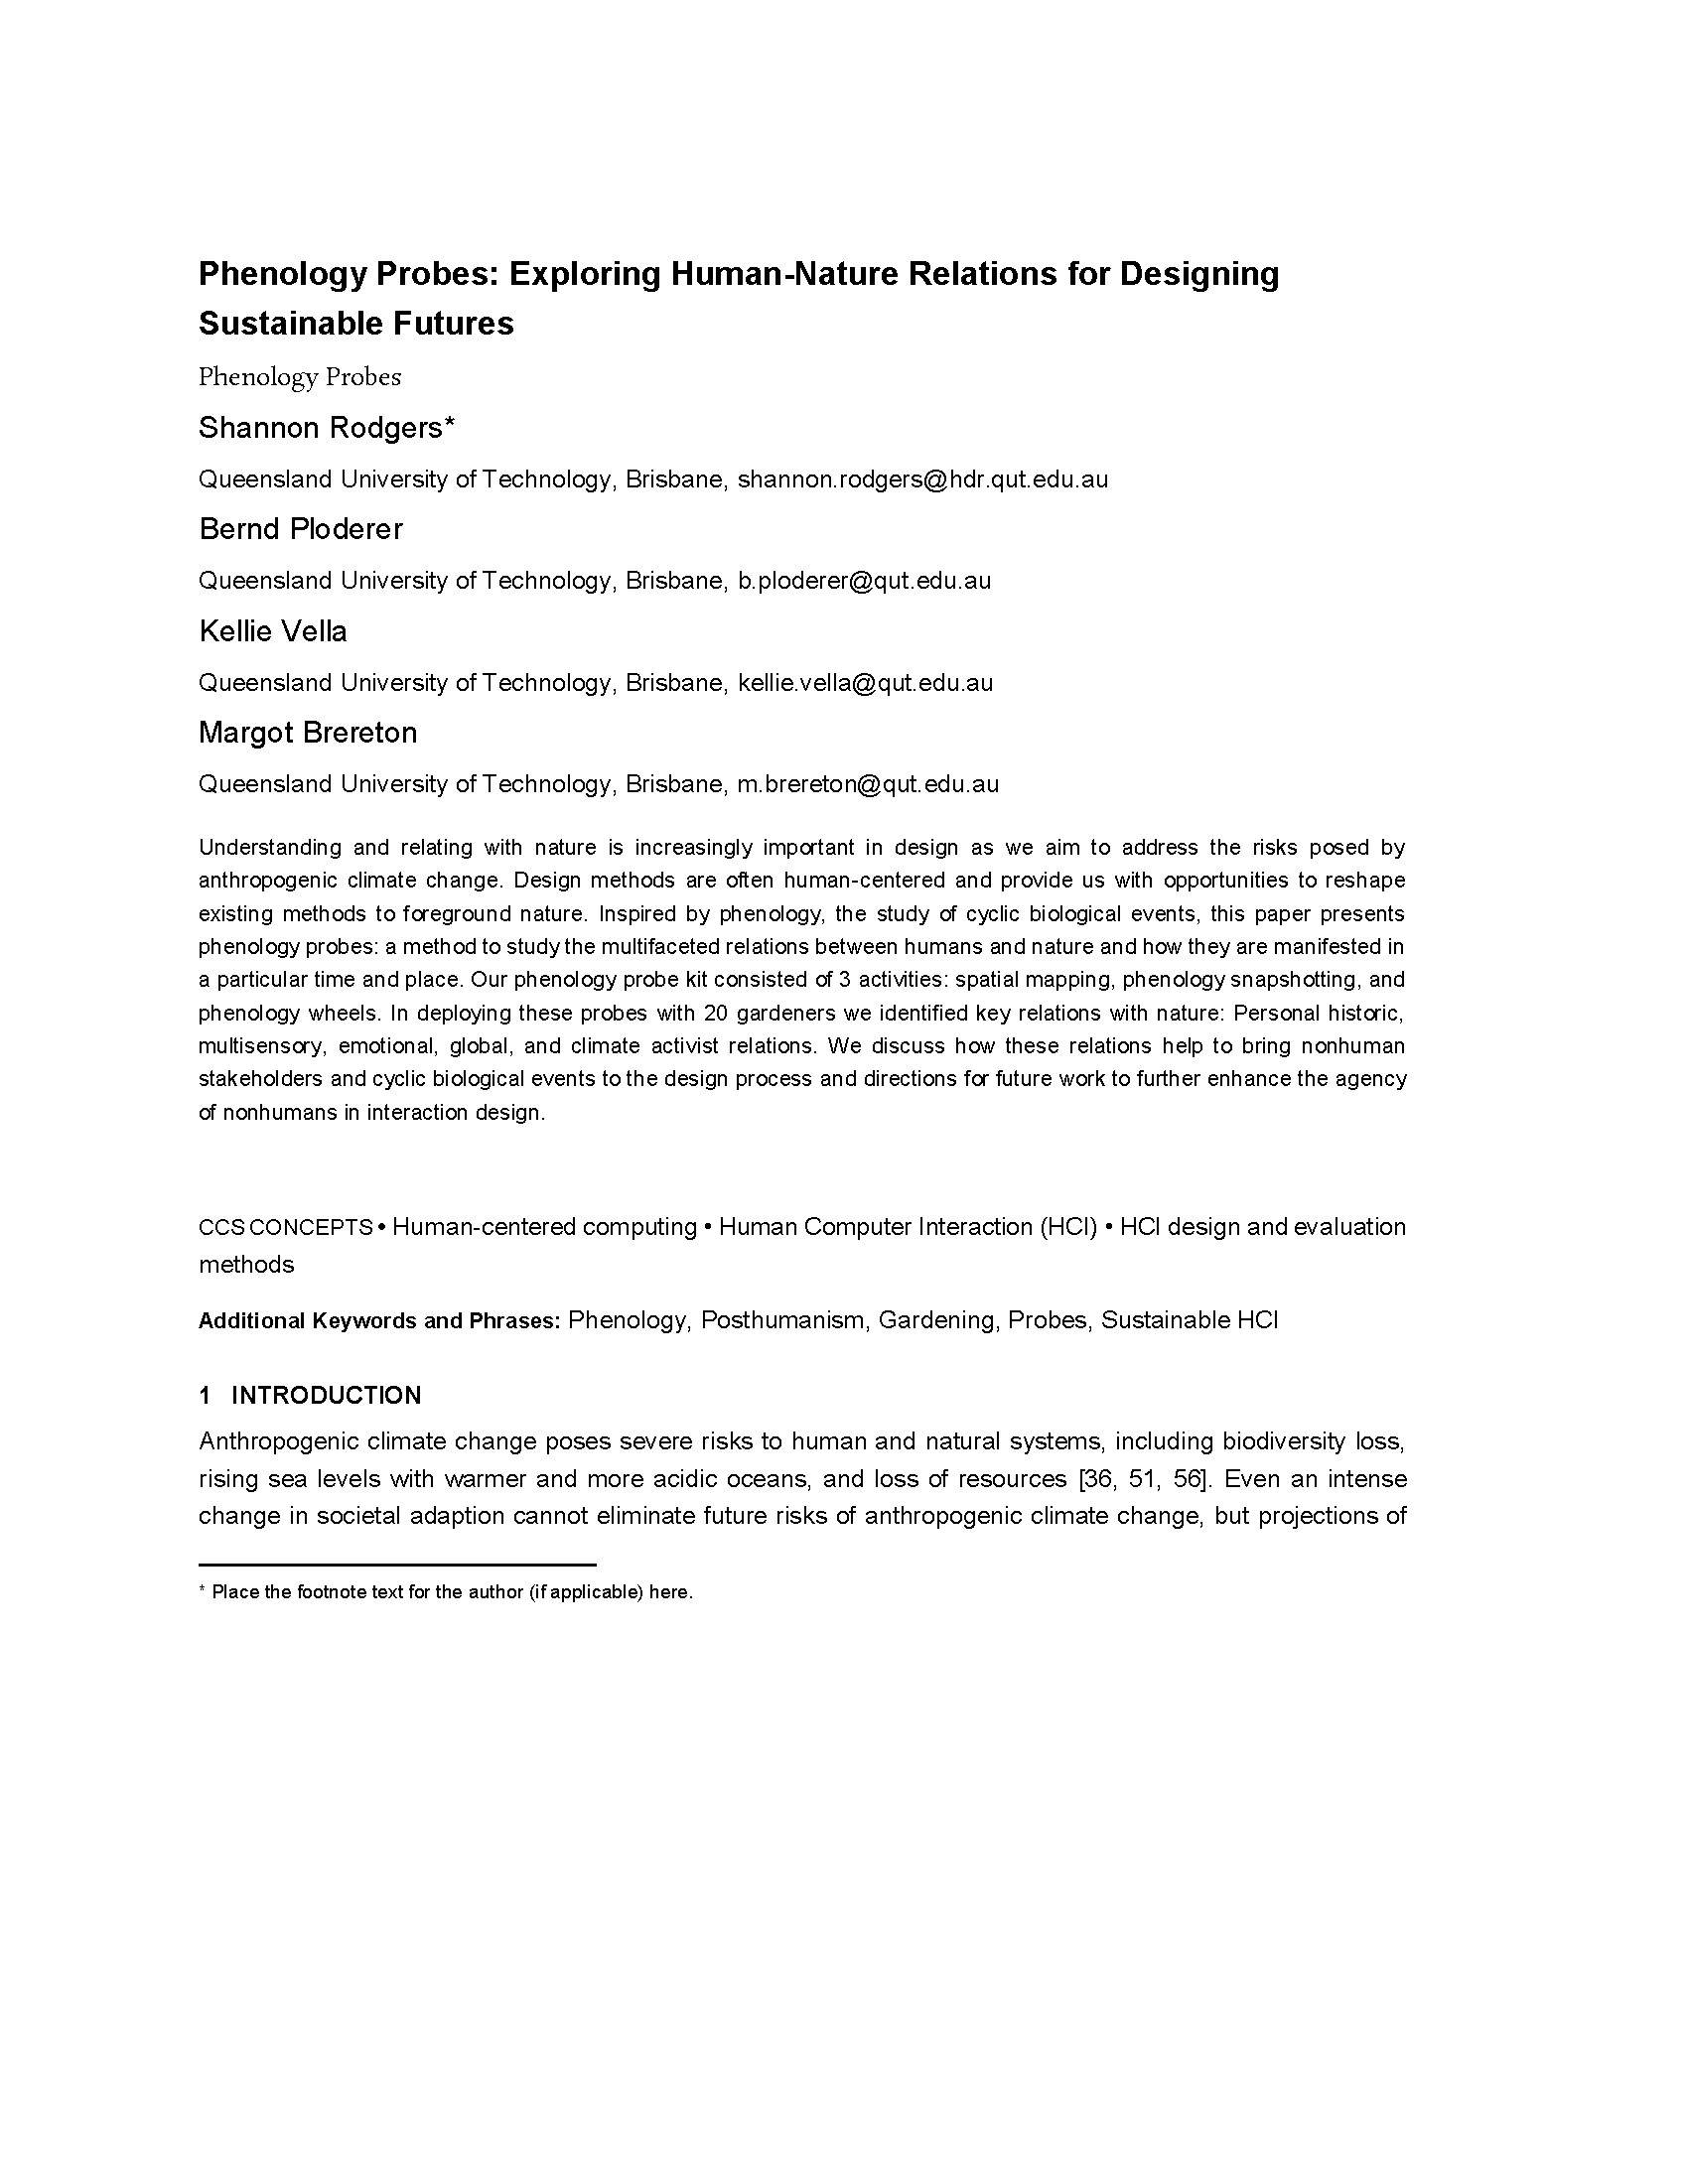 Phenology Probes: Exploring Human-Nature Relations for Designing
Sustainable Futures
Phenology Probes
Shannon Rodgers*
Queensland University of Technology, Brisbane, shannon.rodgers@hdr.qut.edu.au
Bernd Ploderer
Queensland University of Technology, Brisbane, b.ploderer@qut.edu.au
Kellie Vella
Queensland University of Technology, Brisbane, kellie.vella@qut.edu.au
Margot Brereton
Queensland University of Technology, Brisbane, m.brereton@qut.edu.au
Understanding and relating with nature is increasingly important in design as we aim to address the risks posed by
anthropogenic climate change. Design methods are often human-centered and provide us with opportunities to reshape
existing methods to foreground nature. Inspired by phenology, the study of cyclic biological events, this paper presents
phenology probes: a method to study the multifaceted relations between humans and nature and how they are manifested in
a particular time and place. Our phenology probe kit consisted of 3 activities: spatial mapping, phenology snapshotting, and
phenology wheels. In deploying these probes with 20 gardeners we identified key relations with nature: Personal historic,
multisensory, emotional, global, and climate activist relations. We discuss how these relations help to bring nonhuman
stakeholders and cyclic biological events to the design process and directions for future work to further enhance the agency
of nonhumans in interaction design.
CCS CONCEPTS • Human-centered computing • Human Computer Interaction (HCI) • HCI design and evaluation
methods
Additional Keywords and Phrases: Phenology, Posthumanism, Gardening, Probes, Sustainable HCI
1 INTRODUCTION
Anthropogenic climate change poses severe risks to human and natural systems, including biodiversity loss,
rising sea levels with warmer and more acidic oceans, and loss of resources [36, 51, 56]. Even an intense
change in societal adaption cannot eliminate future risks of anthropogenic climate change, but projections of
* Place the footnote text for the author (if applicable) here.